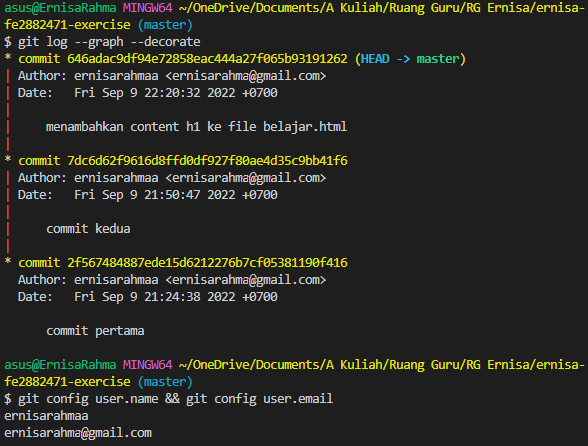 asus@ErnisaRahma MINGW64 ~/OneDrive/Documents/A Kuliah/Ruang Guru/RG Ernisa/ernisa-
fe2882471-exercise (master)
$ git log --graph --decorate
* commit 646adac9df94e72858eac444a27f065b93191262 (HEAD -> master)
| Author: ernisarahmaa <ernisarahma@gmail.com>
| Date:   Fri Sep 9 22:20:32 2022 +0700
|
|     menambahkan content h1 ke file belajar.html
|
* commit 7dc6d62f9616d8ffd0df927f80ae4d35c9bb41f6
| Author: ernisarahmaa <ernisarahma@gmail.com>
| Date:   Fri Sep 9 21:50:47 2022 +0700
|
|     commit kedua
|
* commit 2f567484887ede15d6212276b7cf05381190f416
  Author: ernisarahmaa <ernisarahma@gmail.com>
  Date:   Fri Sep 9 21:24:38 2022 +0700

      commit pertama

asus@ErnisaRahma MINGW64 ~/OneDrive/Documents/A Kuliah/Ruang Guru/RG Ernisa/ernisa-
fe2882471-exercise (master)
$ git config user.name && git config user.email
ernisarahmaa
ernisarahma@gmail.com